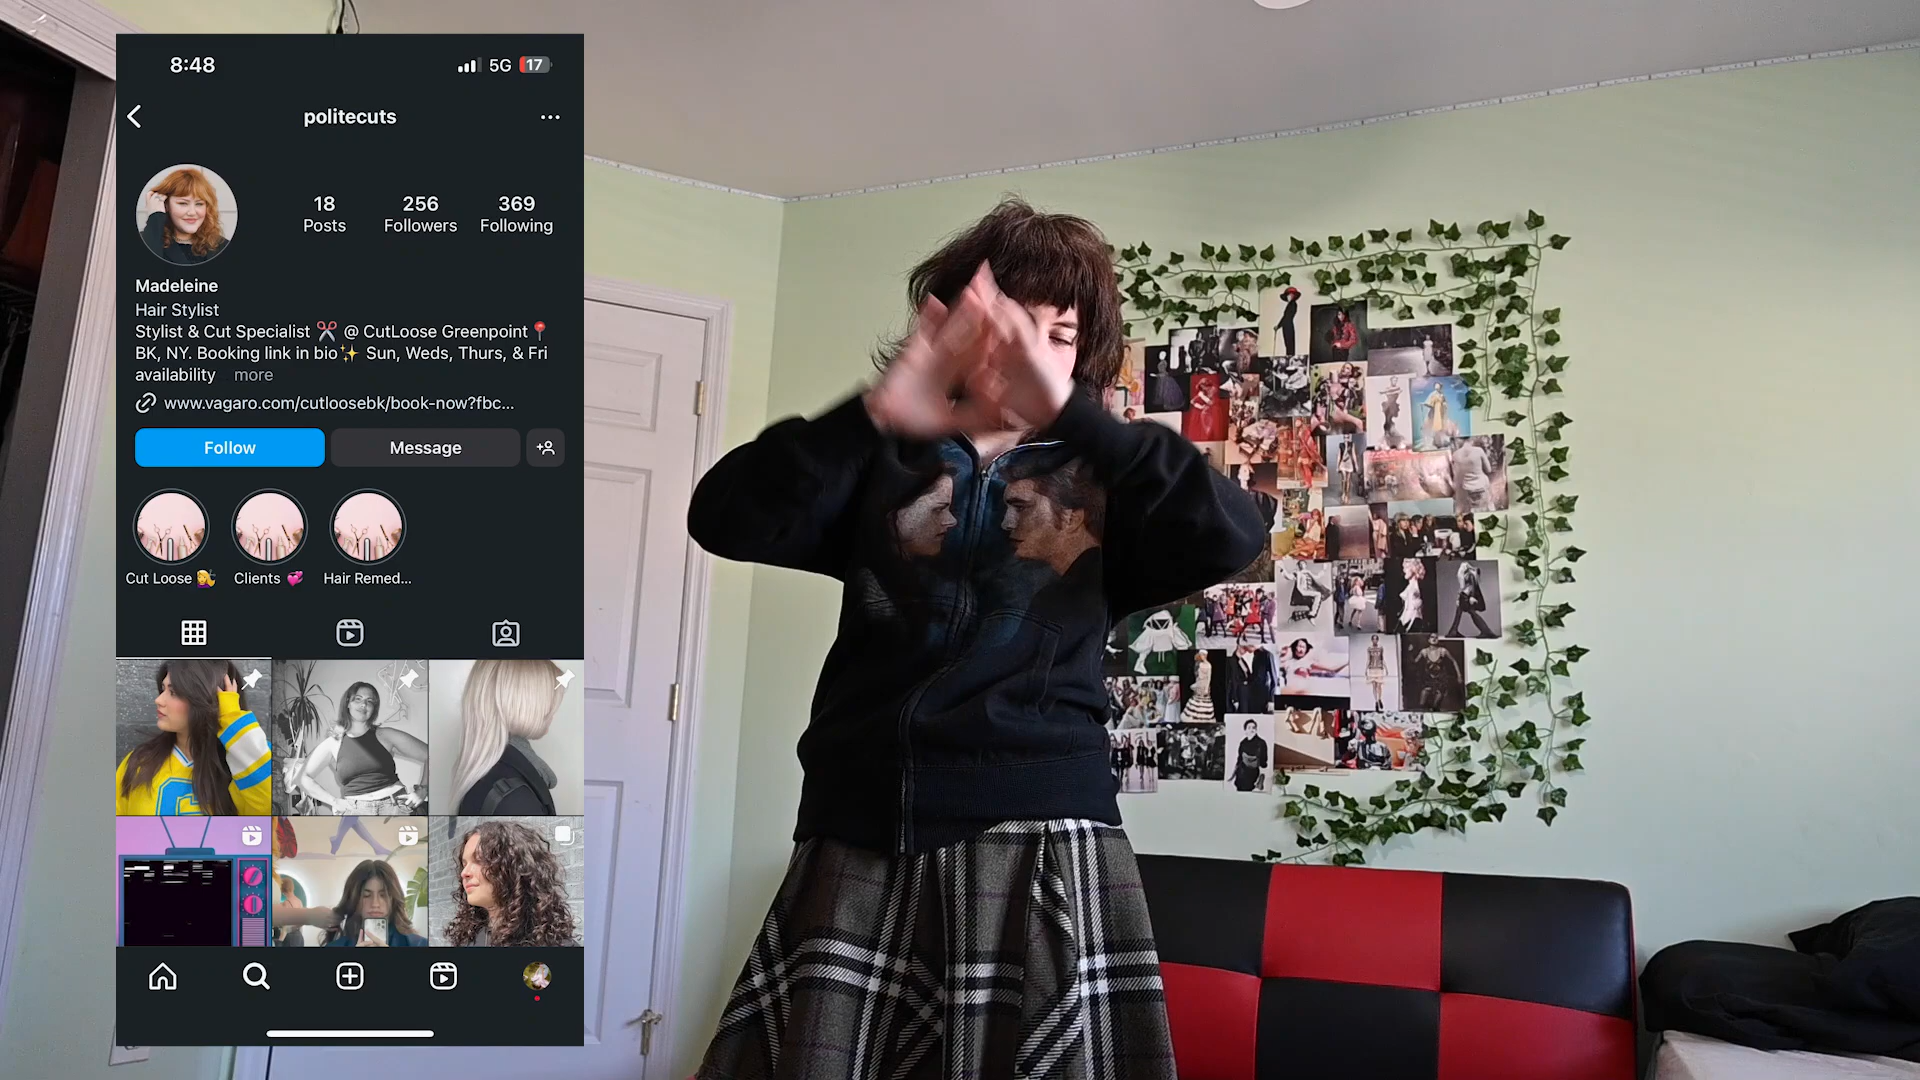 8:48
5G 17
politecuts
18
Posts
256
Followers
369
Following
Madeleine
Hair Stylist
Stylist & Cut Specialist ✂️ @ CutLoose Greenpoint📍
BK, NY. Booking link in bio✨ Sun, Weds, Thurs, & Fri
availability more
www.vagaro.com/cutloosebk/book-now?fbc...
Follow
Message
Cut Loose 💇‍♀️
Clients 💞
Hair Remed...